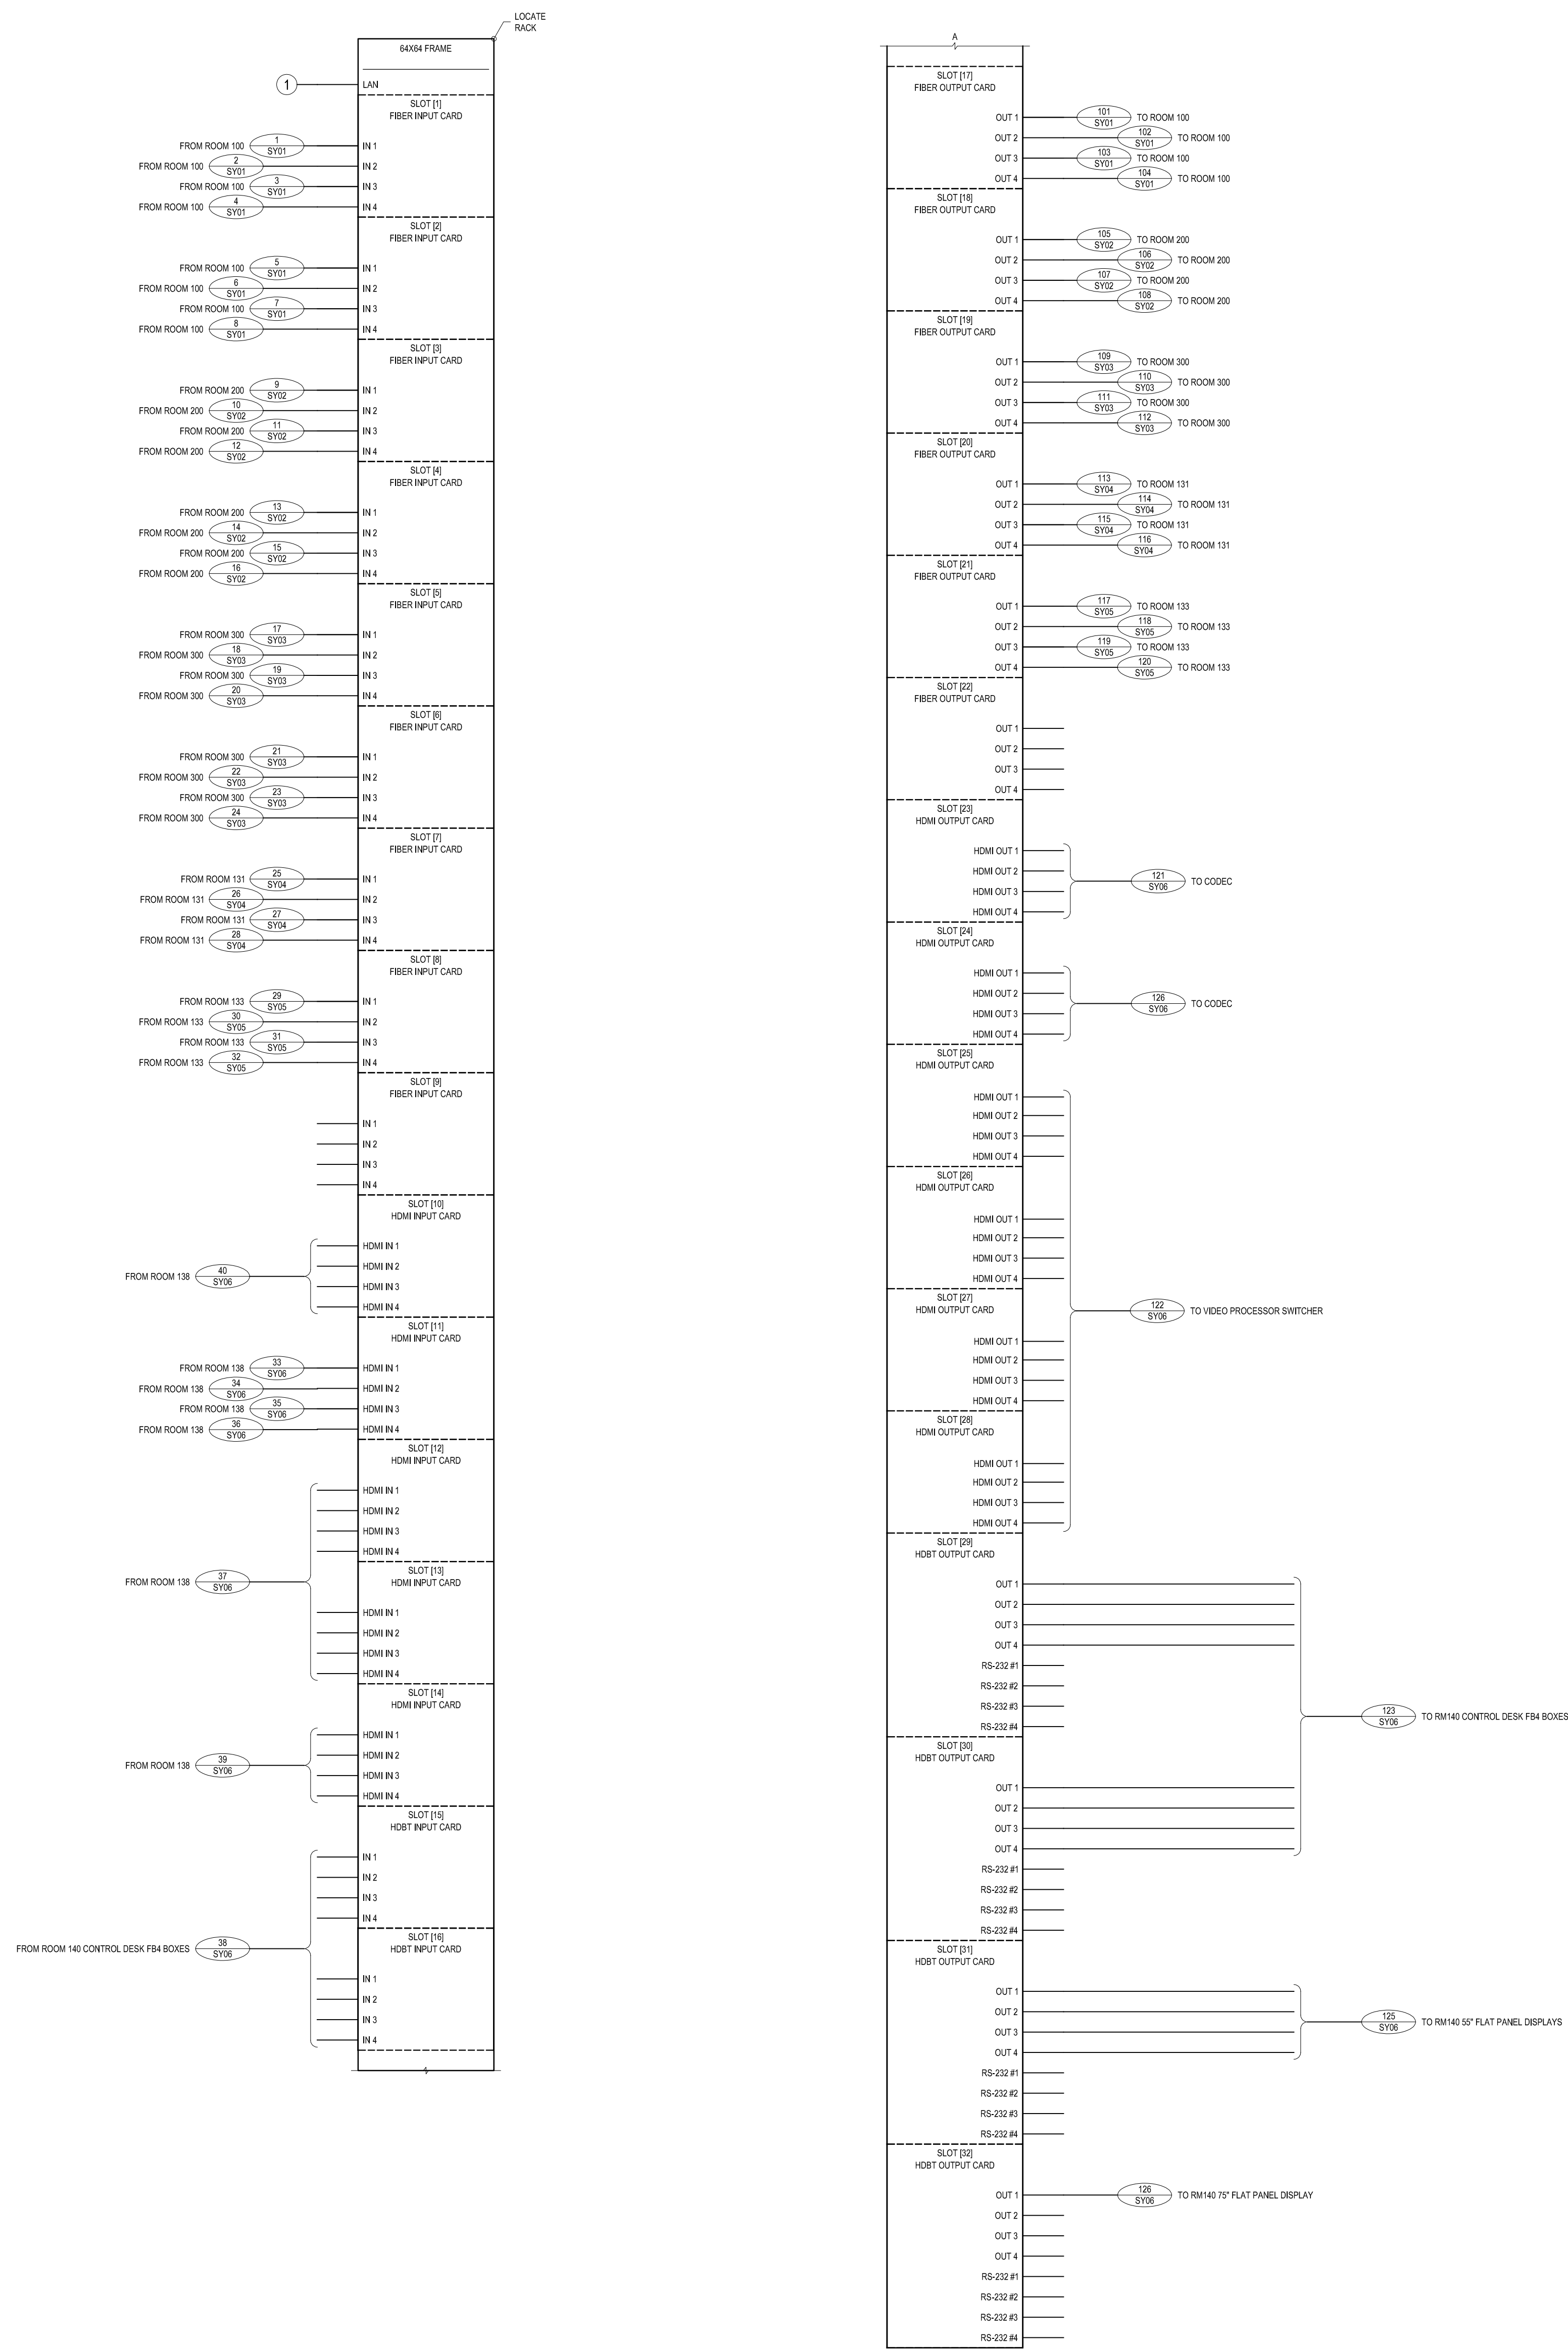 LOCATE
RACK
64X64 FRAME
1
LAN
SLOT [1]
FIBER INPUT CARD
FROM ROOM 100 1 SY01 IN 1
FROM ROOM 100 2 SY01 IN 2
FROM ROOM 100 3 SY01 IN 3
FROM ROOM 100 4 SY01 IN 4
SLOT [2]
FIBER INPUT CARD
FROM ROOM 100 5 SY01 IN 1
FROM ROOM 100 6 SY01 IN 2
FROM ROOM 100 7 SY01 IN 3
FROM ROOM 100 8 SY01 IN 4
SLOT [3]
FIBER INPUT CARD
FROM ROOM 200 9 SY02 IN 1
FROM ROOM 200 10 SY02 IN 2
FROM ROOM 200 11 SY02 IN 3
FROM ROOM 200 12 SY02 IN 4
SLOT [4]
FIBER INPUT CARD
FROM ROOM 200 13 SY02 IN 1
FROM ROOM 200 14 SY02 IN 2
FROM ROOM 200 15 SY02 IN 3
FROM ROOM 200 16 SY02 IN 4
SLOT [5]
FIBER INPUT CARD
FROM ROOM 300 17 SY03 IN 1
FROM ROOM 300 18 SY03 IN 2
FROM ROOM 300 19 SY03 IN 3
FROM ROOM 300 20 SY03 IN 4
SLOT [6]
FIBER INPUT CARD
FROM ROOM 300 21 SY03 IN 1
FROM ROOM 300 22 SY03 IN 2
FROM ROOM 300 23 SY03 IN 3
FROM ROOM 300 24 SY03 IN 4
SLOT [7]
FIBER INPUT CARD
FROM ROOM 131 25 SY04 IN 1
FROM ROOM 131 26 SY04 IN 2
FROM ROOM 131 27 SY04 IN 3
FROM ROOM 131 28 SY04 IN 4
SLOT [8]
FIBER INPUT CARD
FROM ROOM 133 29 SY05 IN 1
FROM ROOM 133 30 SY05 IN 2
FROM ROOM 133 31 SY05 IN 3
FROM ROOM 133 32 SY05 IN 4
SLOT [9]
FIBER INPUT CARD
IN 1
IN 2
IN 3
IN 4
SLOT [10]
HDMI INPUT CARD
HDMI IN 1
HDMI IN 2
FROM ROOM 138 40 SY06
HDMI IN 3
HDMI IN 4
SLOT [11]
HDMI INPUT CARD
FROM ROOM 138 33 SY06 HDMI IN 1
FROM ROOM 138 34 SY06 HDMI IN 2
FROM ROOM 138 35 SY06 HDMI IN 3
FROM ROOM 138 36 SY06 HDMI IN 4
SLOT [12]
HDMI INPUT CARD
HDMI IN 1
HDMI IN 2
HDMI IN 3
HDMI IN 4
SLOT [13]
FROM ROOM 138 37 SY06 HDMI INPUT CARD
HDMI IN 1
HDMI IN 2
HDMI IN 3
HDMI IN 4
SLOT [14]
HDMI INPUT CARD
HDMI IN 1
HDMI IN 2
FROM ROOM 138 39 SY06
HDMI IN 3
HDMI IN 4
SLOT [15]
HDBT INPUT CARD
IN 1
IN 2
IN 3
IN 4
SLOT [16]
FROM ROOM 140 CONTROL DESK FB4 BOXES 38 SY06 HDBT INPUT CARD
IN 1
IN 2
IN 3
IN 4
A
SLOT [17]
FIBER OUTPUT CARD
OUT 1 101 SY01 TO ROOM 100
OUT 2 102 SY01 TO ROOM 100
OUT 3 103 SY01 TO ROOM 100
OUT 4 104 SY01 TO ROOM 100
SLOT [18]
FIBER OUTPUT CARD
OUT 1 105 SY02 TO ROOM 200
OUT 2 106 SY02 TO ROOM 200
OUT 3 107 SY02 TO ROOM 200
OUT 4 108 SY02 TO ROOM 200
SLOT [19]
FIBER OUTPUT CARD
OUT 1 109 SY03 TO ROOM 300
OUT 2 110 SY03 TO ROOM 300
OUT 3 111 SY03 TO ROOM 300
OUT 4 112 SY03 TO ROOM 300
SLOT [20]
FIBER OUTPUT CARD
OUT 1 113 SY04 TO ROOM 131
OUT 2 114 SY04 TO ROOM 131
OUT 3 115 SY04 TO ROOM 131
OUT 4 116 SY04 TO ROOM 131
SLOT [21]
FIBER OUTPUT CARD
OUT 1 117 SY05 TO ROOM 133
OUT 2 118 SY05 TO ROOM 133
OUT 3 119 SY05 TO ROOM 133
OUT 4 120 SY05 TO ROOM 133
SLOT [22]
FIBER OUTPUT CARD
OUT 1
OUT 2
OUT 3
OUT 4
SLOT [23]
HDMI OUTPUT CARD
HDMI OUT 1
HDMI OUT 2
121 SY06 TO CODEC
HDMI OUT 3
HDMI OUT 4
SLOT [24]
HDMI OUTPUT CARD
HDMI OUT 1
HDMI OUT 2
126 SY06 TO CODEC
HDMI OUT 3
HDMI OUT 4
SLOT [25]
HDMI OUTPUT CARD
HDMI OUT 1
HDMI OUT 2
HDMI OUT 3
HDMI OUT 4
SLOT [26]
HDMI OUTPUT CARD
HDMI OUT 1
HDMI OUT 2
HDMI OUT 3
HDMI OUT 4
SLOT [27]
HDMI OUTPUT CARD 122 SY06 TO VIDEO PROCESSOR SWITCHER
HDMI OUT 1
HDMI OUT 2
HDMI OUT 3
HDMI OUT 4
SLOT [28]
HDMI OUTPUT CARD
HDMI OUT 1
HDMI OUT 2
HDMI OUT 3
HDMI OUT 4
SLOT [29]
HDBT OUTPUT CARD
OUT 1
OUT 2
OUT 3
OUT 4
RS-232 #1
RS-232 #2
RS-232 #3
123 SY06 TO RM140 CONTROL DESK FB4 BOXES
RS-232 #4
SLOT [30]
HDBT OUTPUT CARD
OUT 1
OUT 2
OUT 3
OUT 4
RS-232 #1
RS-232 #2
RS-232 #3
RS-232 #4
SLOT [31]
HDBT OUTPUT CARD
OUT 1
OUT 2
125 SY06 TO RM140 55" FLAT PANEL DISPLAYS
OUT 3
OUT 4
RS-232 #1
RS-232 #2
RS-232 #3
RS-232 #4
SLOT [32]
HDBT OUTPUT CARD
OUT 1 126 SY06 TO RM140 75" FLAT PANEL DISPLAY
OUT 2
OUT 3
OUT 4
RS-232 #1
RS-232 #2
RS-232 #3
RS-232 #4